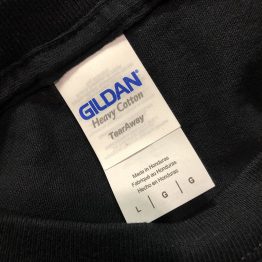 GILDAN
Heavy Cotton
TearAway
Made in Honduras
Fabriqué au Honduras
Hecho en Honduras
L | G | G